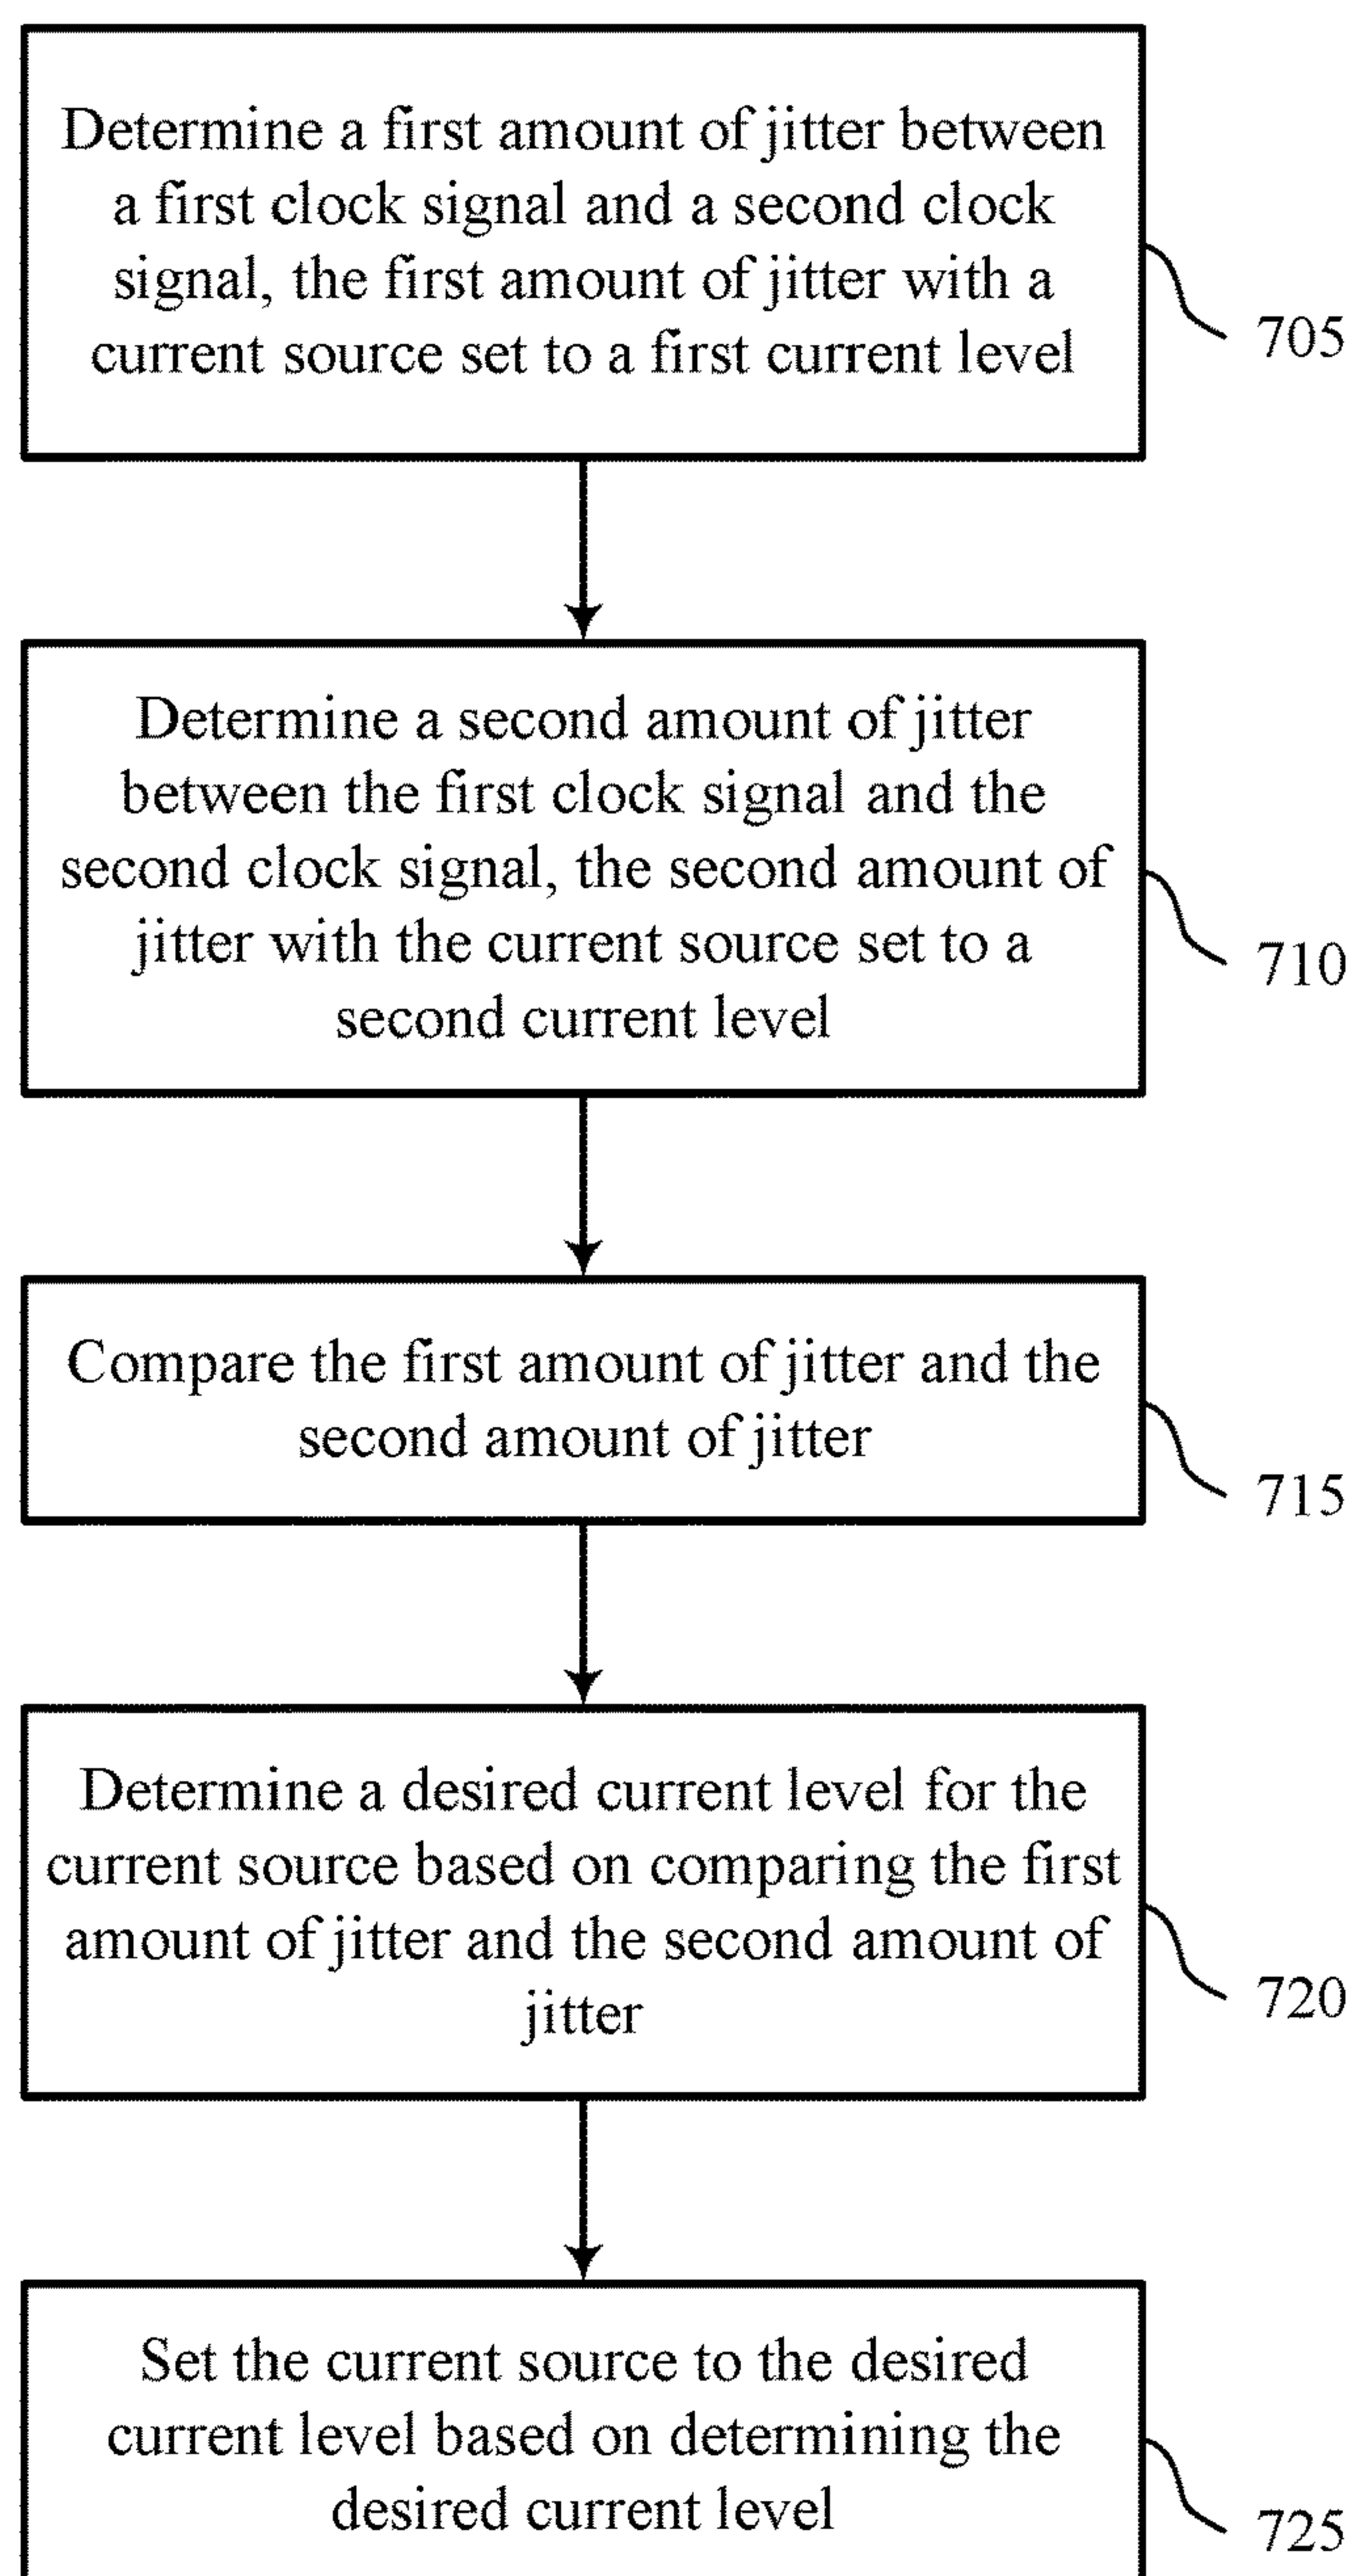 Determine a first amount of jitter between
a first clock signal and a second clock
signal, the first amount of jitter with a
current source set to a first current level
705
Determine a second amount of jitter
between the first clock signal and the
second clock signal, the second amount of
jitter with the current source set to a
second current level
710
Compare the first amount of jitter and the
second amount of jitter
715
Determine a desired current level for the
current source based on comparing the first
amount of jitter and the second amount of
jitter
720
Set the current source to the desired
current level based on determining the
desired current level
725